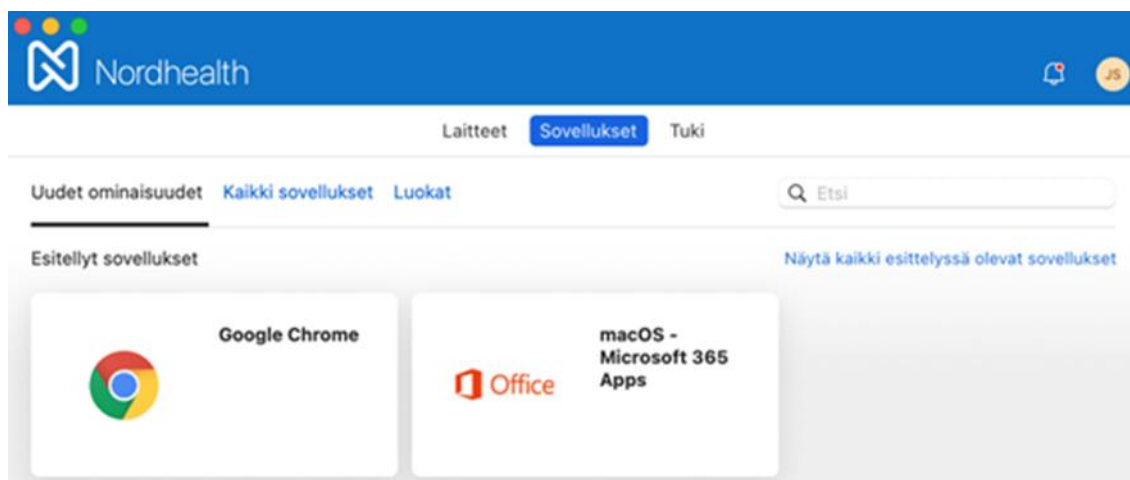 Nordhealth
JS
Laitteet Sovellukset Tuki
Uudet ominaisuudet Kaikki sovellukset Luokat Etsi
Esitellyt sovellukset Näytä kaikki esittelyssä olevat sovellukset
Google Chrome
Office
macOS -
Microsoft 365
Apps